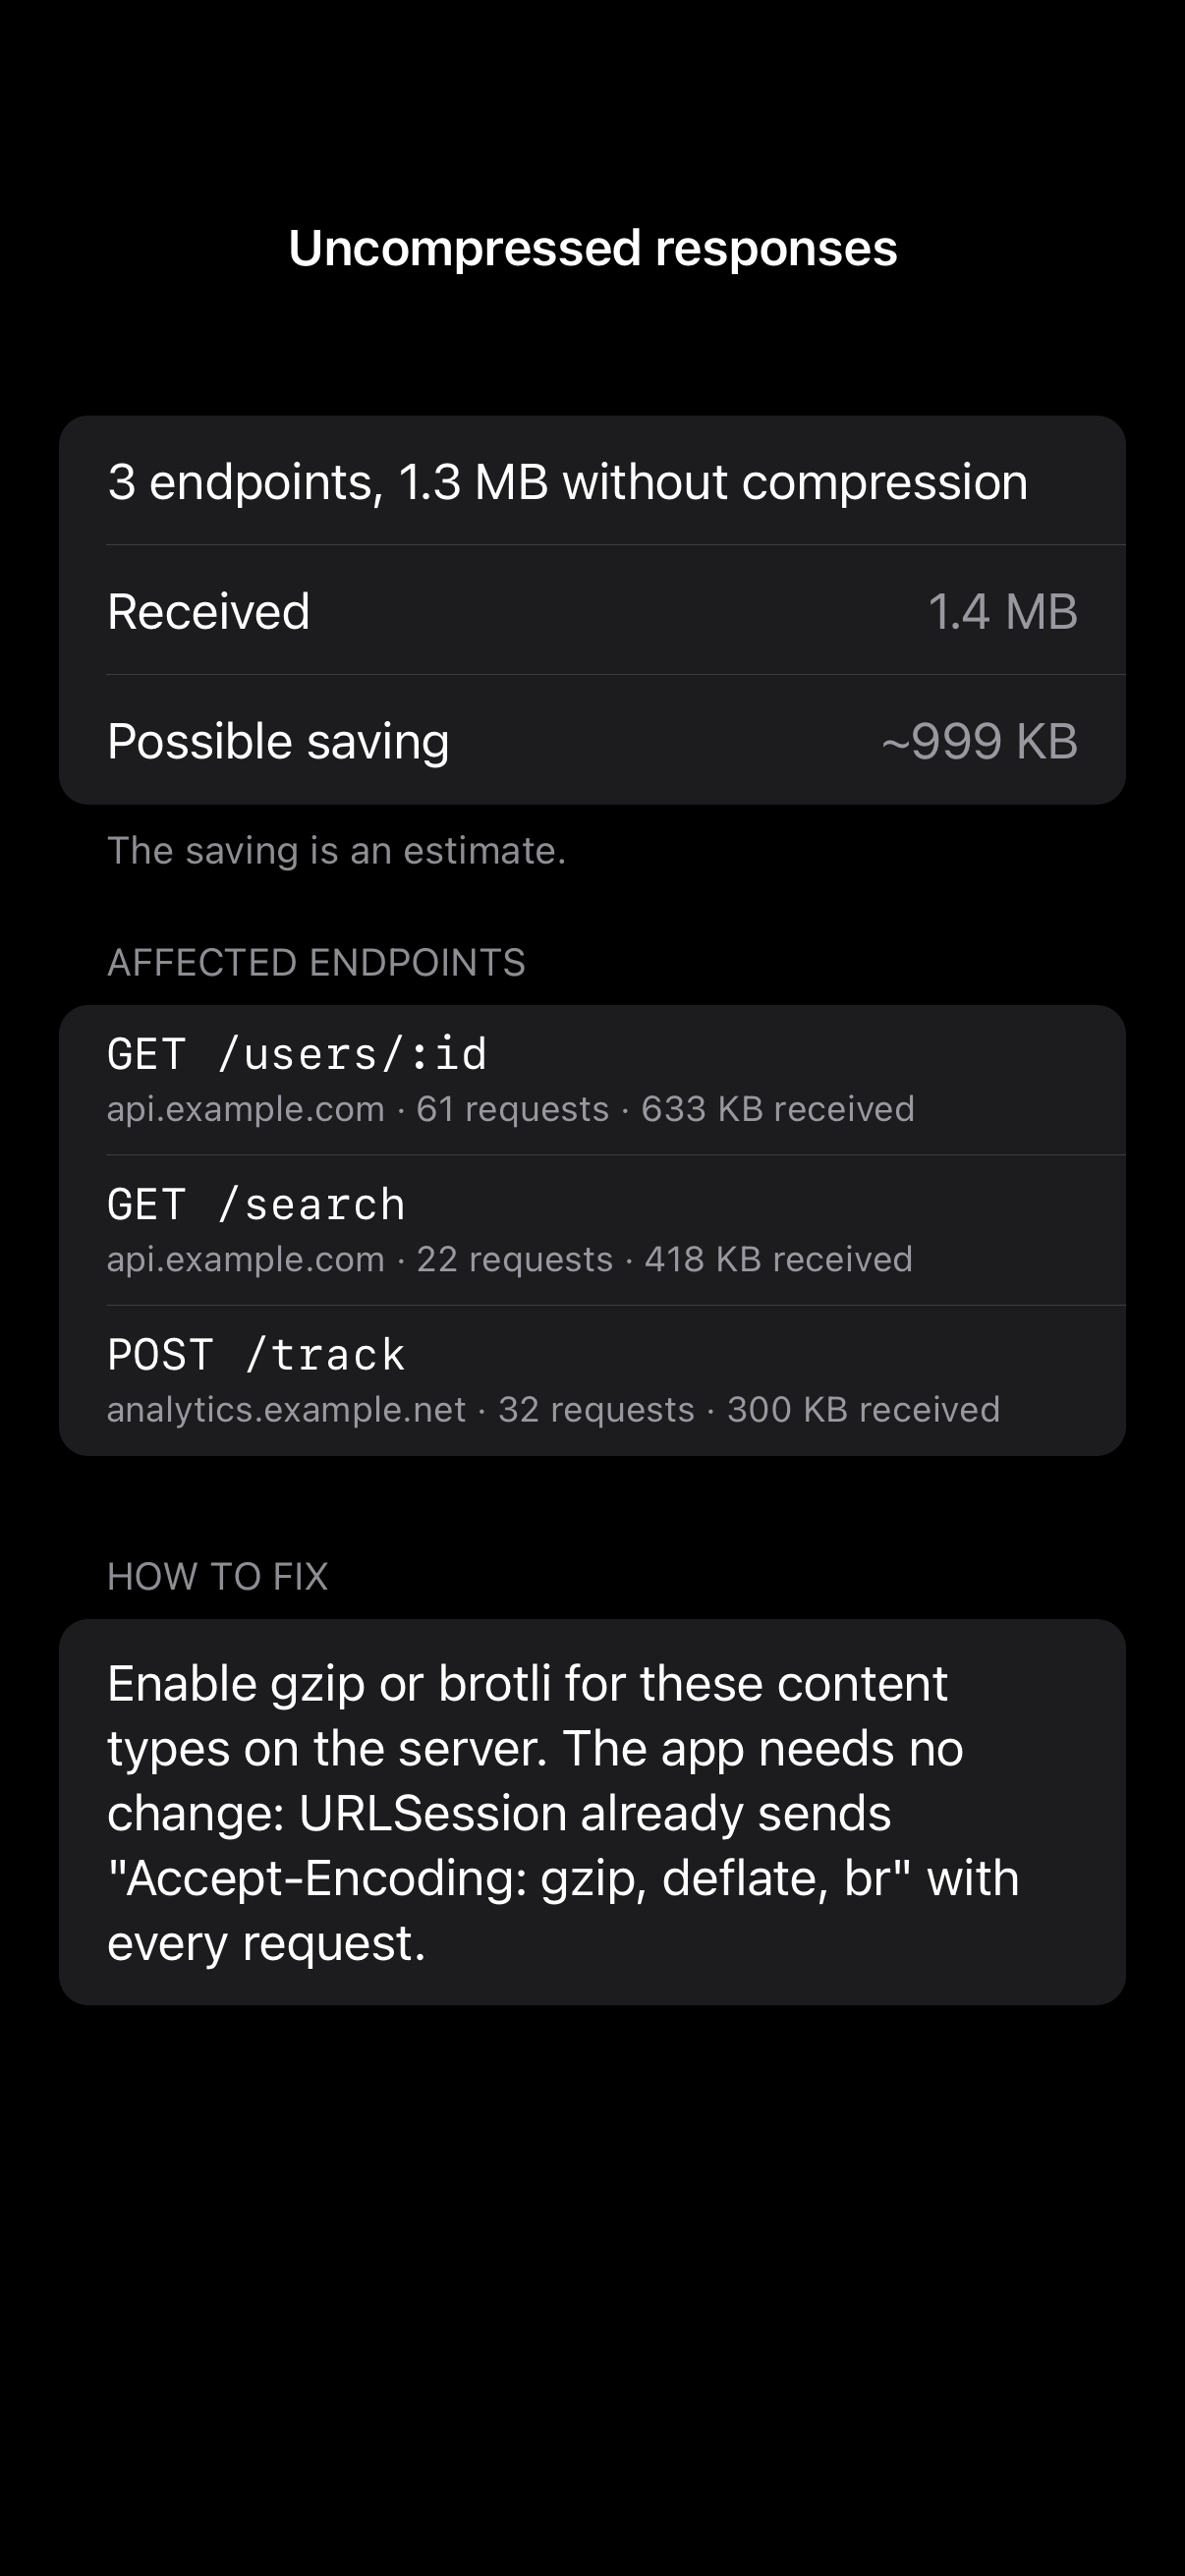 Uncompressed responses
3 endpoints, 1.3 MB without compression
Received 1.4 MB
Possible saving ~999 KB
The saving is an estimate.
AFFECTED ENDPOINTS
GET /users/:id
api.example.com · 61 requests · 633 KB received
GET /search
api.example.com · 22 requests · 418 KB received
POST /track
analytics.example.net · 32 requests · 300 KB received
HOW TO FIX
Enable gzip or brotli for these content
types on the server. The app needs no
change: URLSession already sends
"Accept-Encoding: gzip, deflate, br" with
every request.